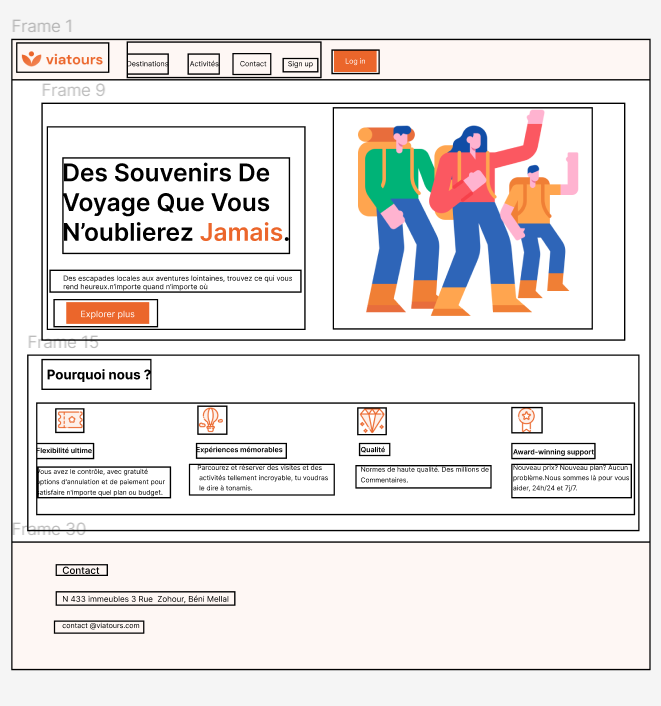 Frame 1
viatours
Destinations
Activités
Contact
Sign up
Log in
Frame 9
Des Souvenirs De
Voyage Que Vous
N’oublierez Jamais.
Des escapades locales aux aventures lointaines, trouvez ce qui vous
rend heureux.n'importe quand n'importe où
Explorer plus
Frame 15
Pourquoi nous ?
Flexibilité ultime
Vous avez le contrôle, avec gratuité
options d'annulation et de paiement pour
satisfaire n'importe quel plan ou budget.
Expériences mémorables
Parcourez et réserver des visites et des
activités tellement incroyable, tu voudras
le dire à tonamis.
Qualité
Normes de haute qualité. Des millions de
Commentaires.
Award-winning support
Nouveau prix? Nouveau plan? Aucun
problème.Nous sommes là pour vous
aider, 24h/24 et 7j/7.
Frame 30
Contact
N 433 immeubles 3 Rue Zohour, Béni Mellal
contact @viatours.com